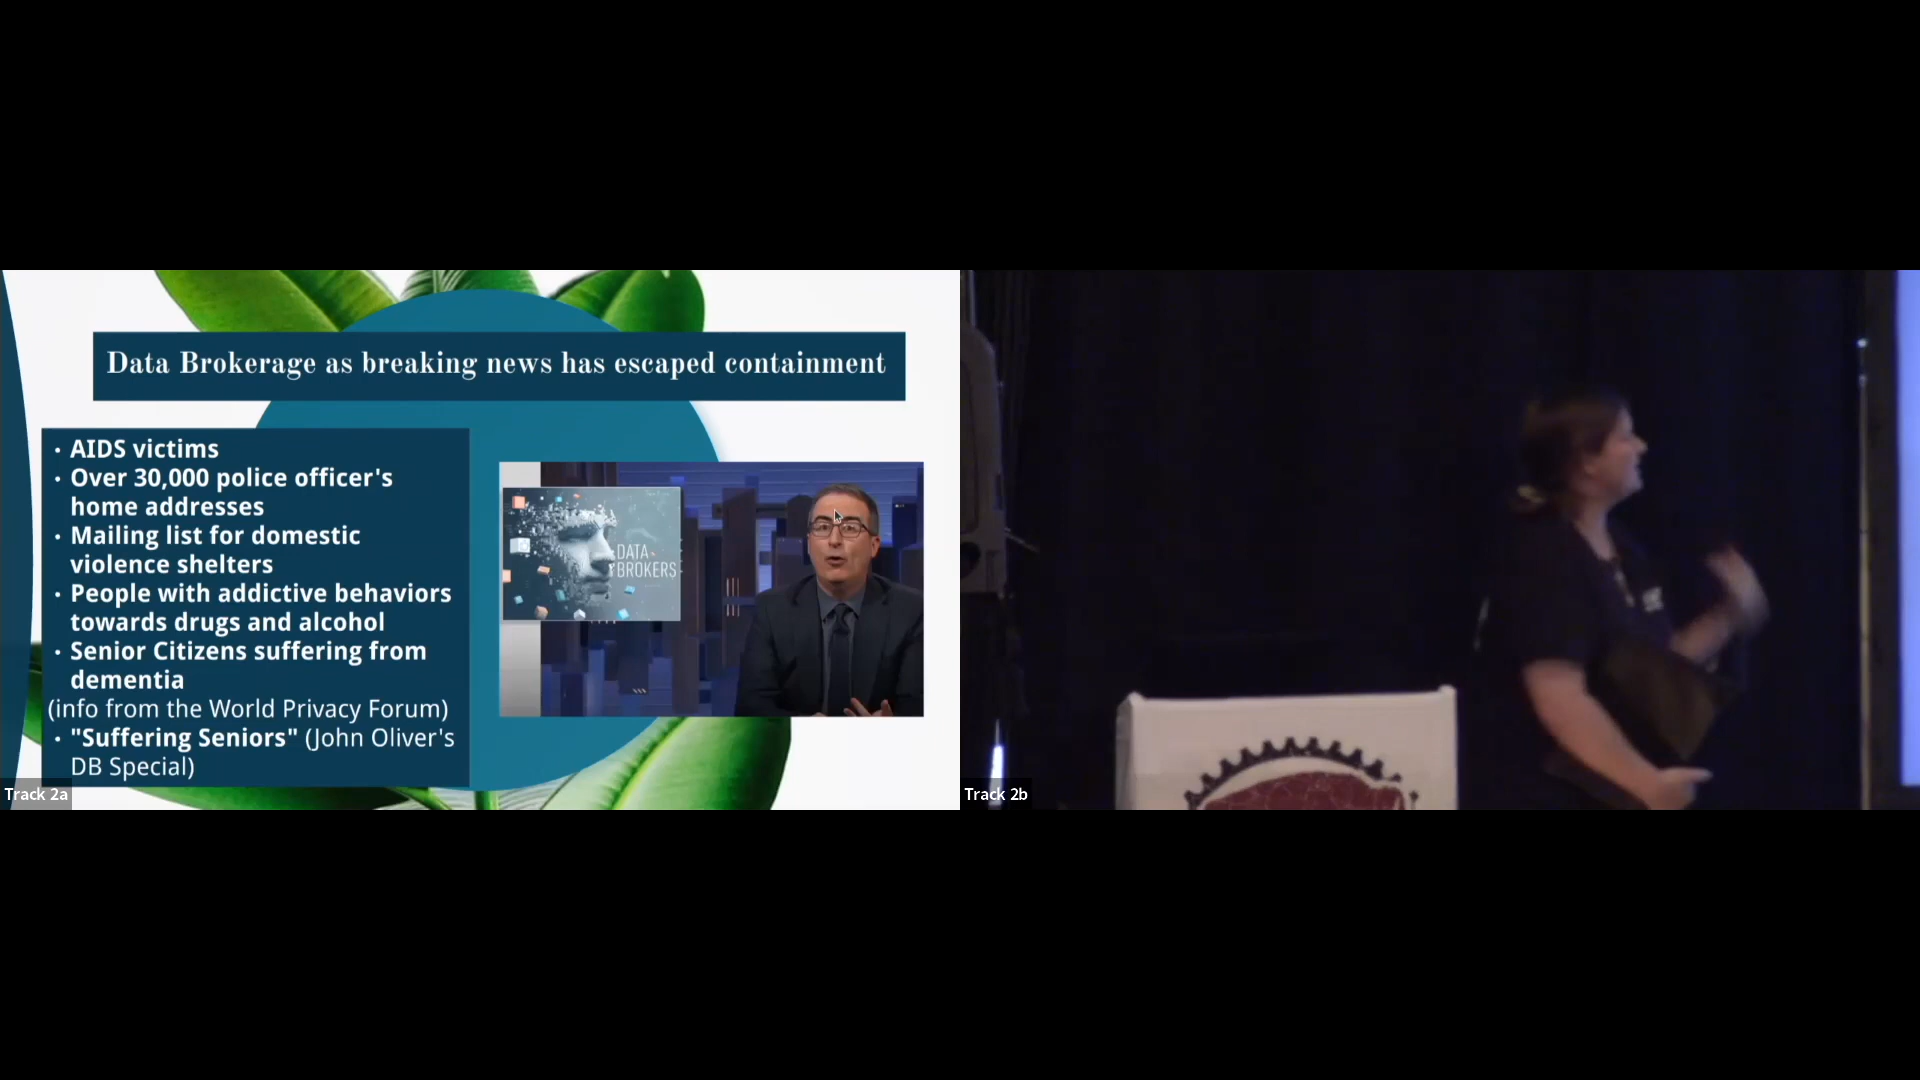 Data Brokerage as breaking news has escaped containment
• AIDS victims
• Over 30,000 police officer's
home addresses
• Mailing list for domestic
violence shelters
• People with addictive behaviors
towards drugs and alcohol
• Senior Citizens suffering from
dementia
(info from the World Privacy Forum)
• "Suffering Seniors" (John Oliver's
DB Special)
DATA
BROKERS
Track 2a
Track 2b